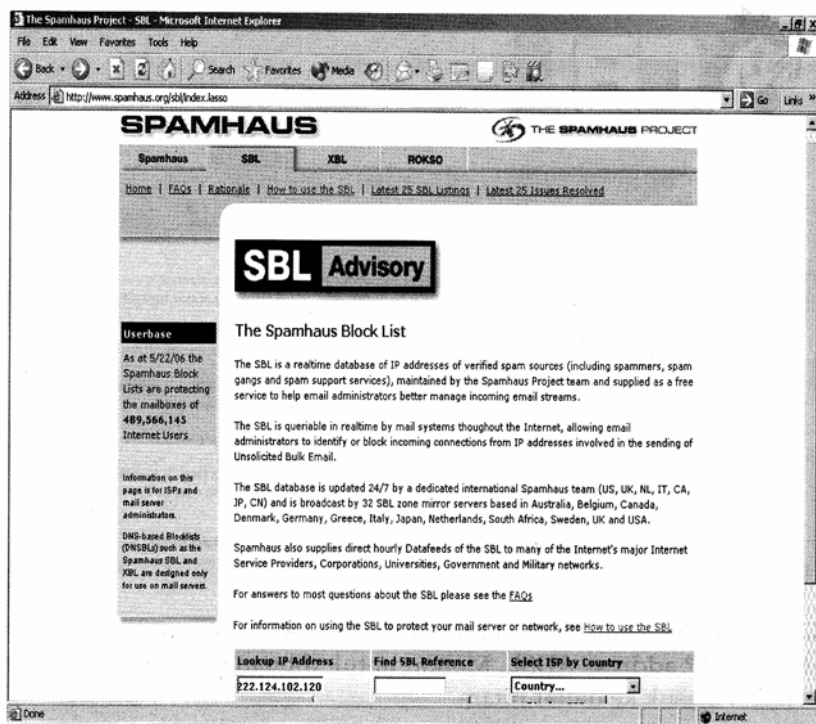 The Spamhaus Project - SBL - Microsoft Internet Explorer
File Edit View Favorites Tools Help
Back Search Favorites Media
Address http://www.spamhaus.org/sbl/index.lasso Go Links »
SPAMHAUS THE SPAMHAUS PROJECT
Spamhaus SBL XBL ROKSO
Home | FAQs | Rationale | How to use the SBL | Latest 25 SBL Listings | Latest 25 Issues Resolved
SBL Advisory
Userbase
As at 5/22/06 the
Spamhaus Block
Lists are protecting
the mailboxes of
489,566,145
Internet Users
Information on this
page is for ISPs and
mail server
administrators.
DNS-based Blocklists
(DNSBLs) such as the
Spamhaus SBL and
XBL are designed only
for use on mail servers.
The Spamhaus Block List
The SBL is a realtime database of IP addresses of verified spam sources (including spammers, spam
gangs and spam support services), maintained by the Spamhaus Project team and supplied as a free
service to help email administrators better manage incoming email streams.
The SBL is queriable in realtime by mail systems thoughout the Internet, allowing email
administrators to identify or block incoming connections from IP addresses involved in the sending of
Unsolicited Bulk Email.
The SBL database is updated 24/7 by a dedicated international Spamhaus team (US, UK, NL, IT, CA,
JP, CN) and is broadcast by 32 SBL zone mirror servers based in Australia, Belgium, Canada,
Denmark, Germany, Greece, Italy, Japan, Netherlands, South Africa, Sweden, UK and USA.
Spamhaus also supplies direct hourly Datafeeds of the SBL to many of the Internet's major Internet
Service Providers, Corporations, Universities, Government and Military networks.
For answers to most questions about the SBL please see the FAQs
For information on using the SBL to protect your mail server or network, see How to use the SBL
Lookup IP Address Find SBL Reference Select ISP by Country
222.124.102.120 Country...
Done Internet